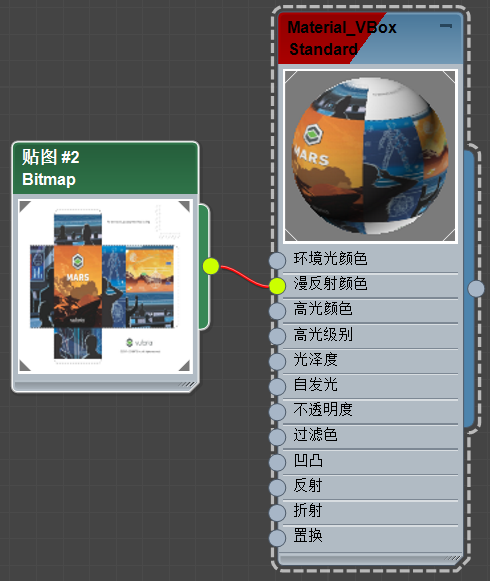 贴图 #2
Bitmap
MARS
vuforia
Material_VBox
Standard
MARS
环境光颜色
漫反射颜色
高光颜色
高光级别
光泽度
自发光
不透明度
过滤色
凹凸
反射
折射
置换